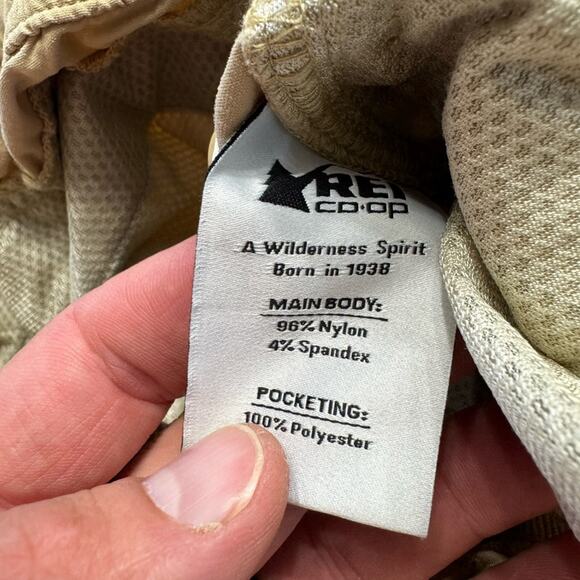 REI
CO·OP
A Wilderness Spirit
Born in 1938
MAIN BODY:
96% Nylon
4% Spandex
POCKETING:
100% Polyester